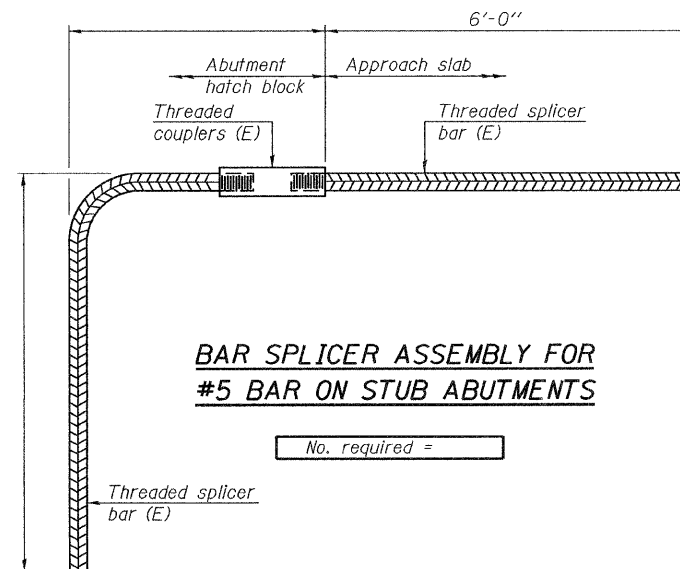 6'-0"
Abutment
hatch block
Approach slab
Threaded
couplers (E)
Threaded splicer
bar (E)
BAR SPLICER ASSEMBLY FOR
#5 BAR ON STUB ABUTMENTS
No. required =
Threaded splicer
bar (E)